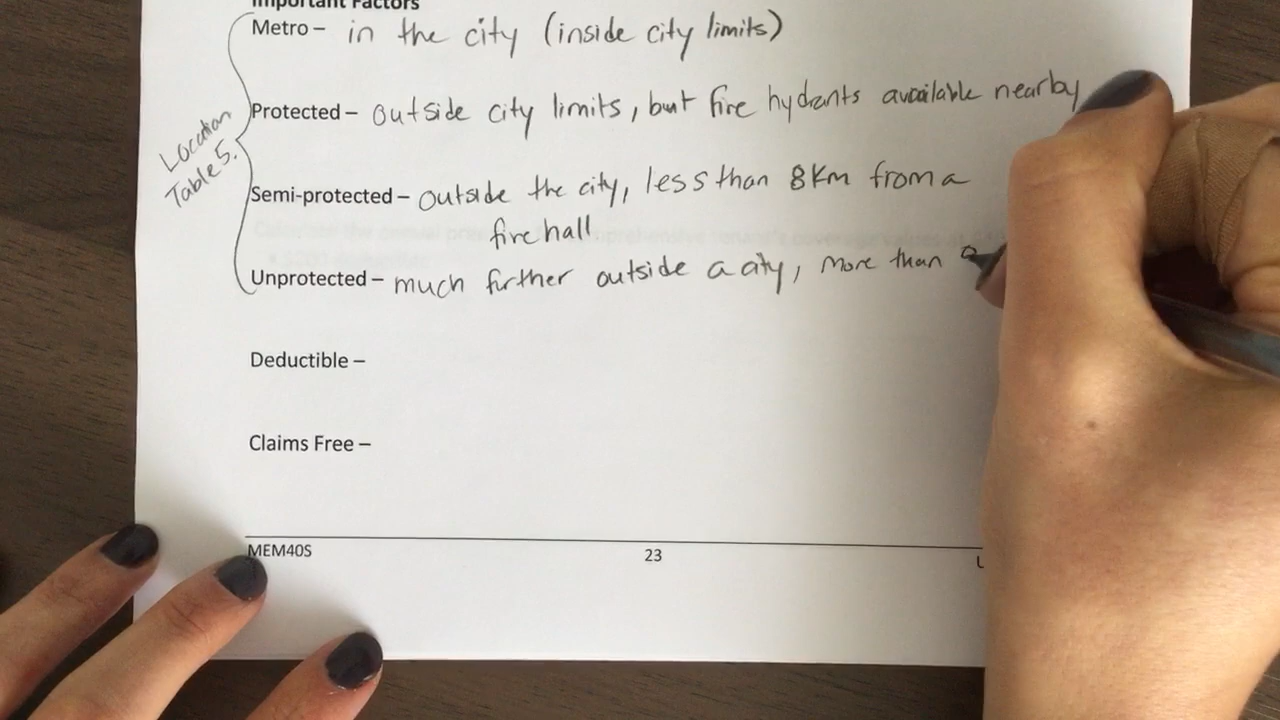 Important Factors
Metro – in the city (inside city limits)
Protected – outside city limits, but fire hydrants available nearby
Location
Table 5.
Semi-protected – outside the city, less than 8Km from a
fire hall
Unprotected – much further outside a city, more than
Deductible –
Claims Free –
MEM40S 23